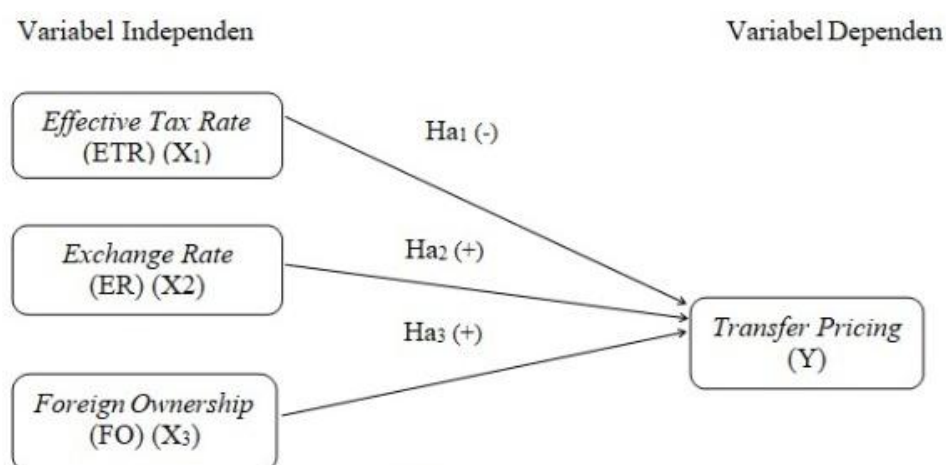 Variabel Independen
Variabel Dependen
Effective Tax Rate
(ETR) (X1)
Ha1 (-)
Exchange Rate
(ER) (X2)
Ha2 (+)
Ha3 (+)
Transfer Pricing
(Y)
Foreign Ownership
(FO) (X3)